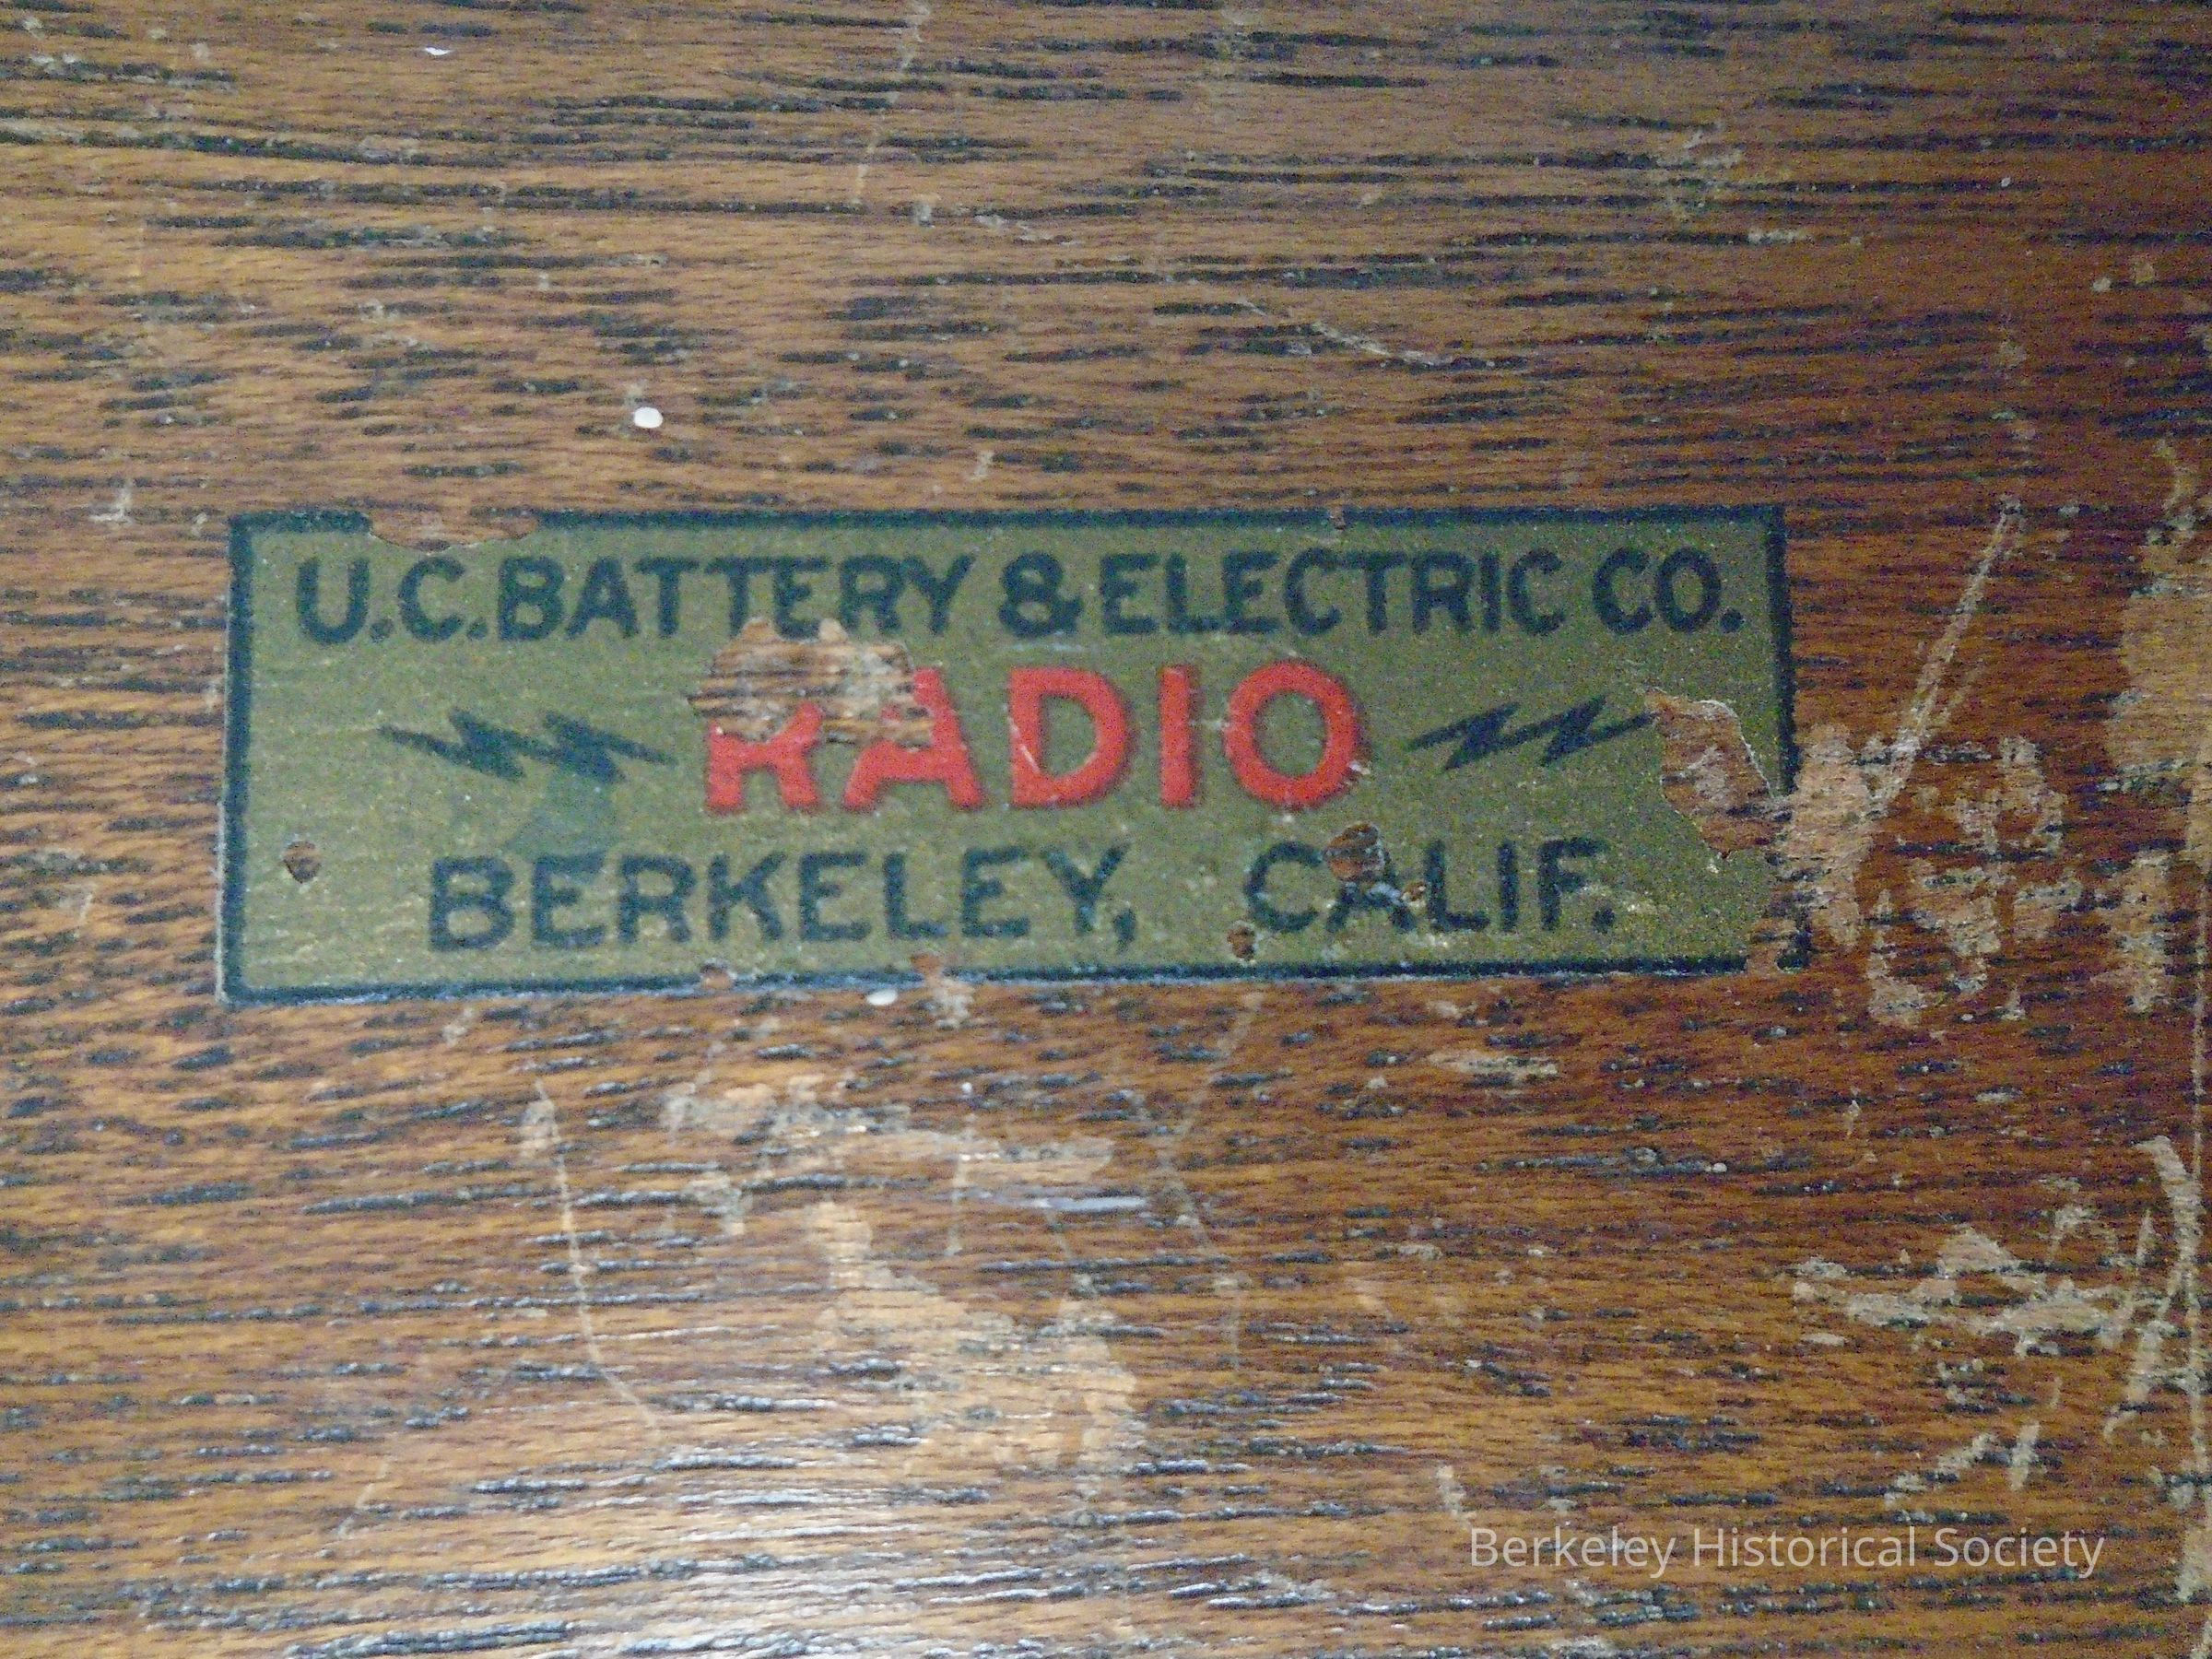 U.C. BATTERY & ELECTRIC CO.
RADIO
BERKELEY, CALIF.
Berkeley Historical Society